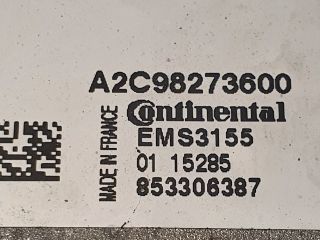 A2C98273600
Continental
EMS3155
01 15285
853306387
MADE IN FRANCE